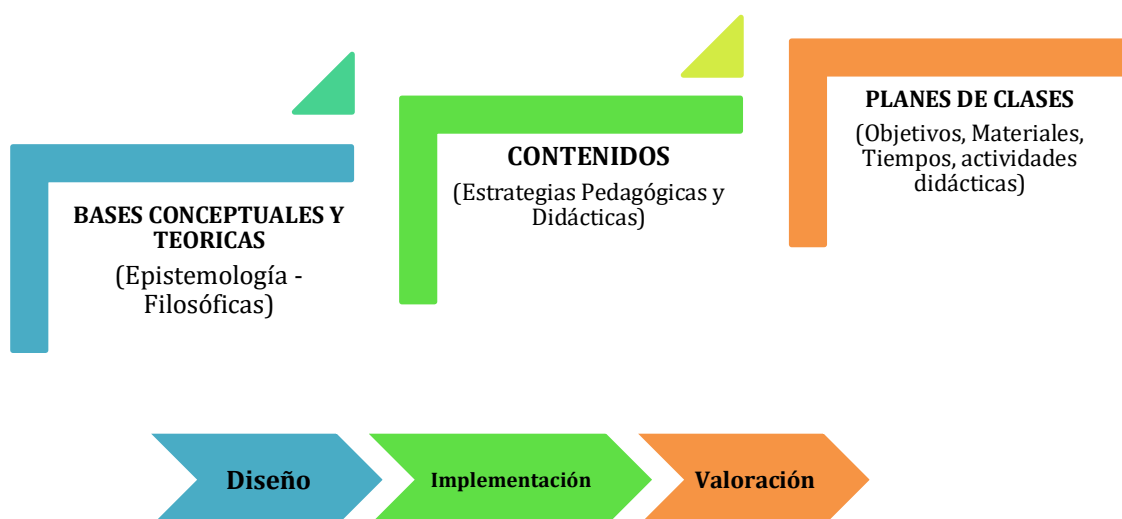 BASES CONCEPTUALES Y
TEORICAS
(Epistemología -
Filosóficas)
CONTENIDOS
(Estrategias Pedagógicas y
Didácticas)
PLANES DE CLASES
(Objetivos, Materiales,
Tiempos, actividades
didácticas)
Diseño
Implementación
Valoración